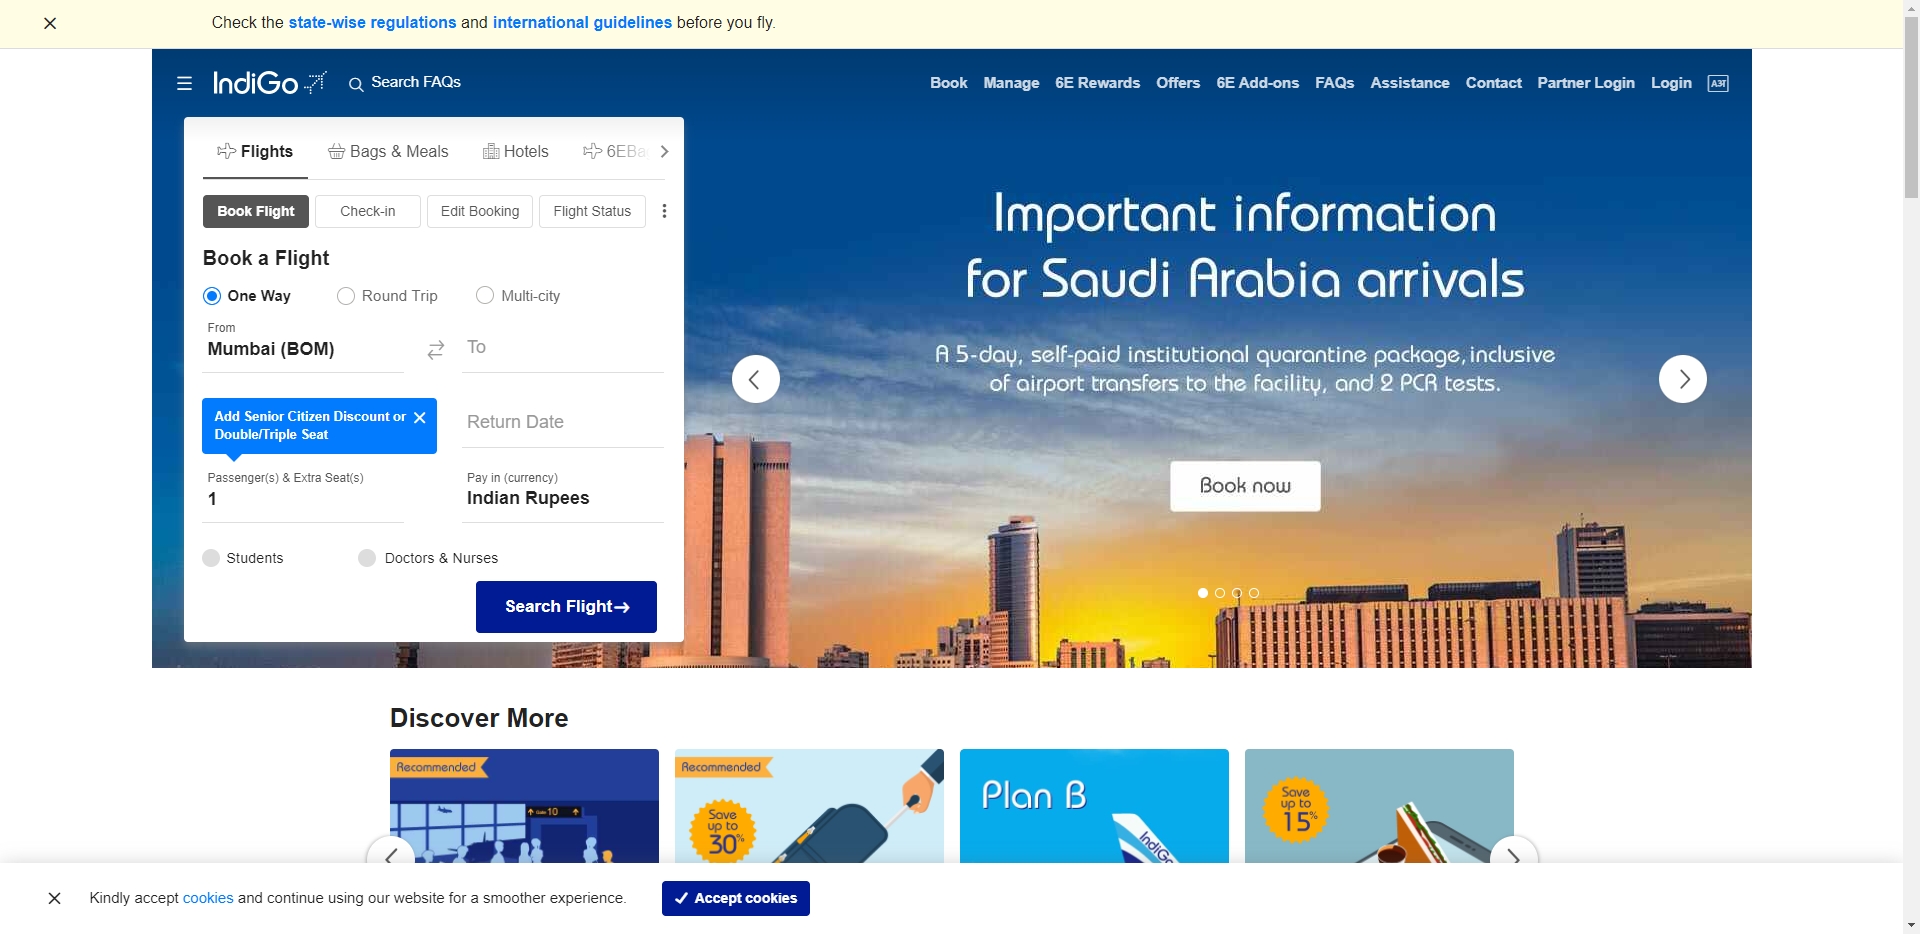 Check the state-wise regulations and international guidelines before you fly.
IndiGo
Search FAQs
Book
Manage
6E Rewards
Offers
6E Add-ons
FAQs
Assistance
Contact
Partner Login
Login
Flights
Bags & Meals
Hotels
6EBa
Book Flight
Check-in
Edit Booking
Flight Status
Book a Flight
One Way
Round Trip
Multi-city
From
Mumbai (BOM)
To
Add Senior Citizen Discount or
Double/Triple Seat
Return Date
Passenger(s) & Extra Seat(s)
1
Pay in (currency)
Indian Rupees
Students
Doctors & Nurses
Search Flight
Important information
for Saudi Arabia arrivals
A 5-day, self-paid institutional quarantine package, inclusive
of airport transfers to the facility, and 2 PCR tests.
Book now
Discover More
Recommended
Gate 10
Recommended
Save
up to
30%
Plan B
IndiGo
Save
up to
15%
Kindly accept cookies and continue using our website for a smoother experience.
Accept cookies